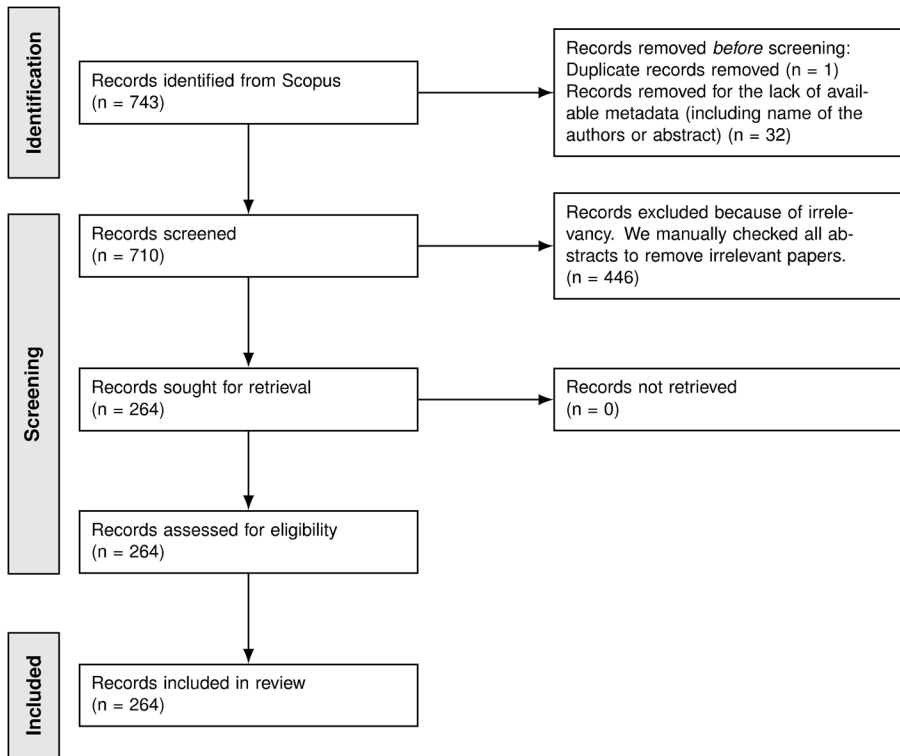 Identification
Records identified from Scopus
(n = 743)
Records removed before screening:
Duplicate records removed (n = 1)
Records removed for the lack of avail-
able metadata (including name of the
authors or abstract) (n = 32)
Screening
Records screened
(n = 710)
Records excluded because of irrele-
vancy. We manually checked all ab-
stracts to remove irrelevant papers.
(n = 446)
Records sought for retrieval
(n = 264)
Records not retrieved
(n = 0)
Records assessed for eligibility
(n = 264)
Included
Records included in review
(n = 264)